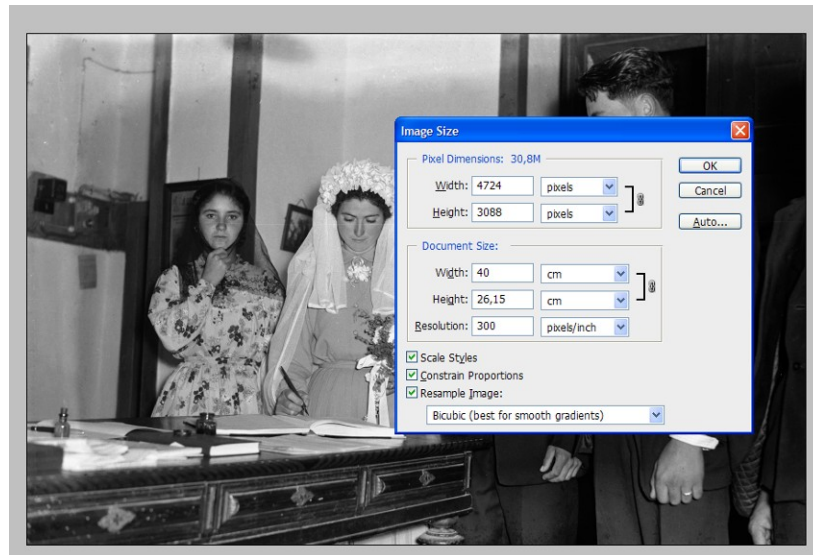 Image Size
Pixel Dimensions: 30,8M
Width: 4724 pixels
Height: 3088 pixels
Document Size:
Width: 40 cm
Height: 26,15 cm
Resolution: 300 pixels/inch
Scale Styles
Constrain Proportions
Resample Image:
Bicubic (best for smooth gradients)
OK
Cancel
Auto...